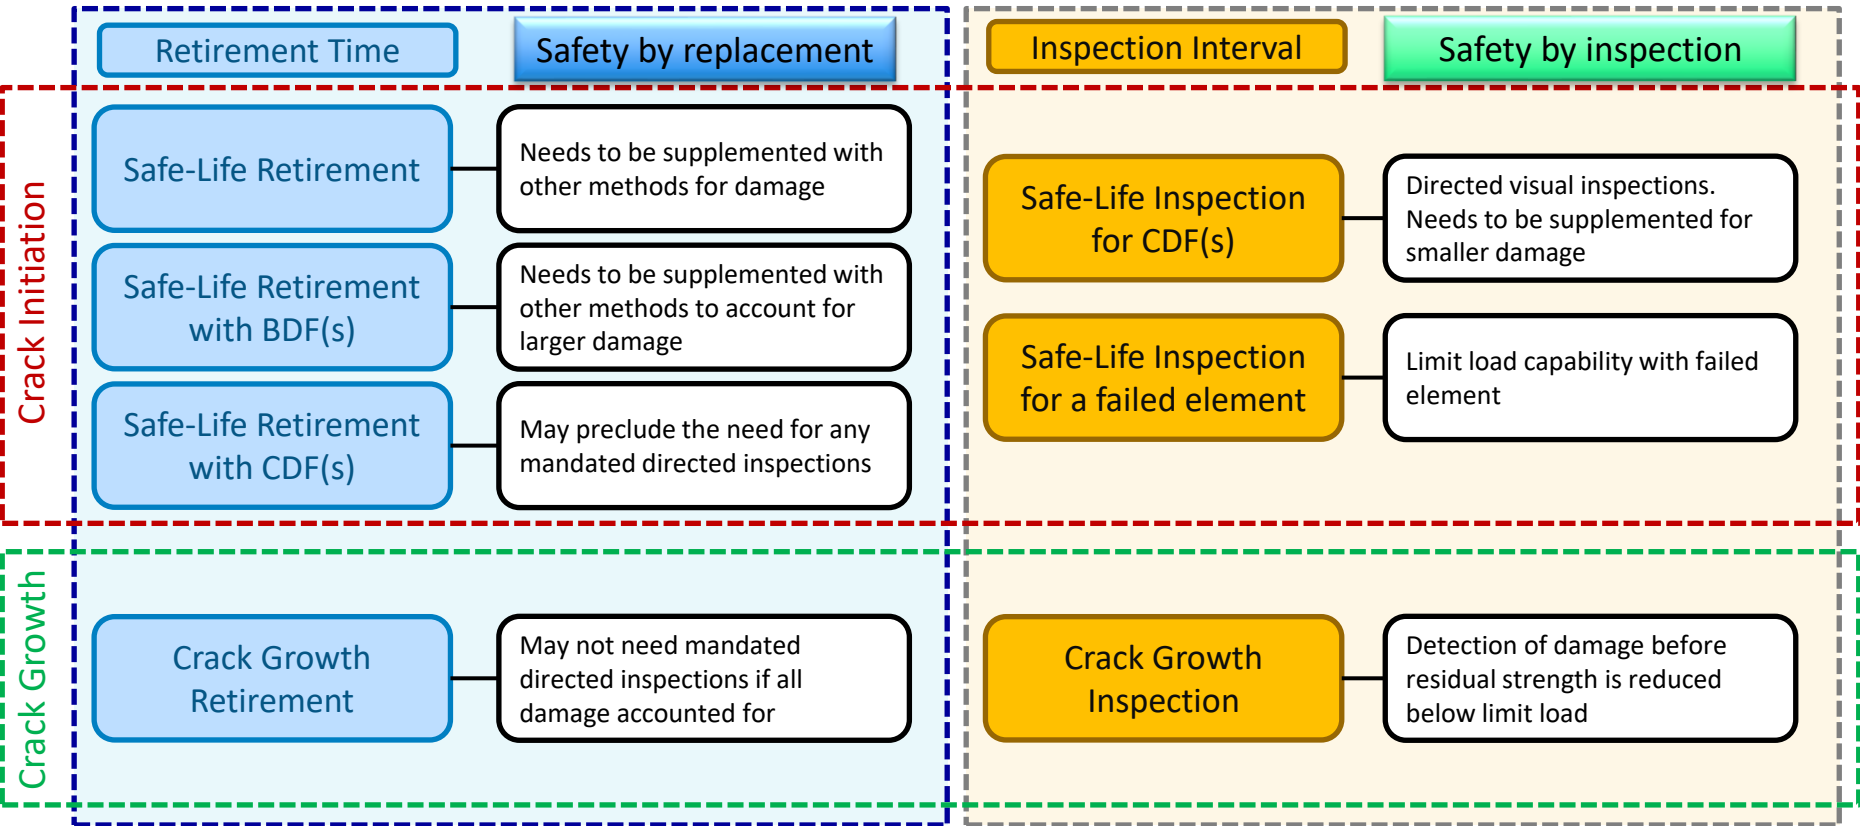 Retirement Time
Safety by replacement
Inspection Interval
Safety by inspection
Crack Initiation
Safe-Life Retirement
Needs to be supplemented with
other methods for damage
Safe-Life Retirement
with BDF(s)
Needs to be supplemented with
other methods to account for
larger damage
Safe-Life Retirement
with CDF(s)
May preclude the need for any
mandated directed inspections
Safe-Life Inspection
for CDF(s)
Directed visual inspections.
Needs to be supplemented for
smaller damage
Safe-Life Inspection
for a failed element
Limit load capability with failed
element
Crack Growth
Crack Growth
Retirement
May not need mandated
directed inspections if all
damage accounted for
Crack Growth
Inspection
Detection of damage before
residual strength is reduced
below limit load